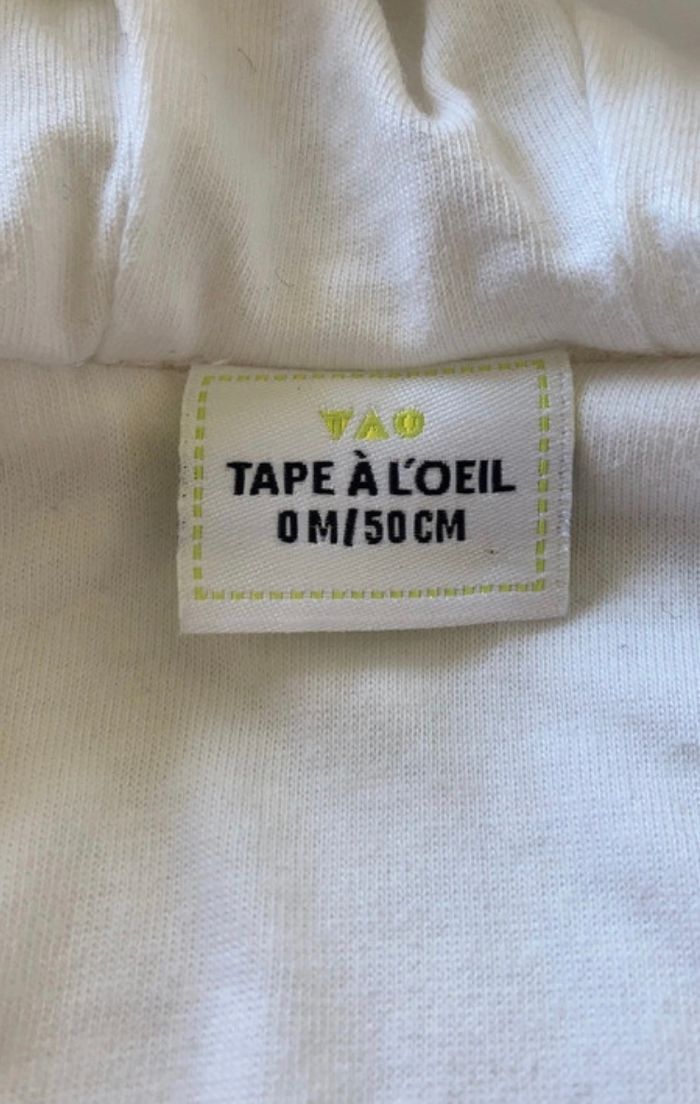 TAO
TAPE À L'OEIL
0 M/50 CM